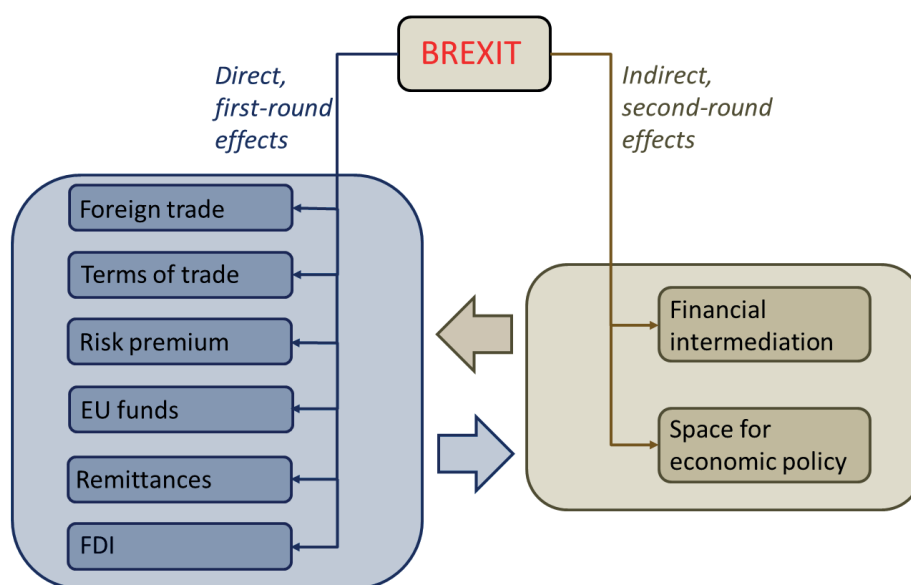 BREXIT
Direct,
first-round
effects
Indirect,
second-round
effects
Foreign trade
Terms of trade
Risk premium
EU funds
Remittances
FDI
Financial
intermediation
Space for
economic policy